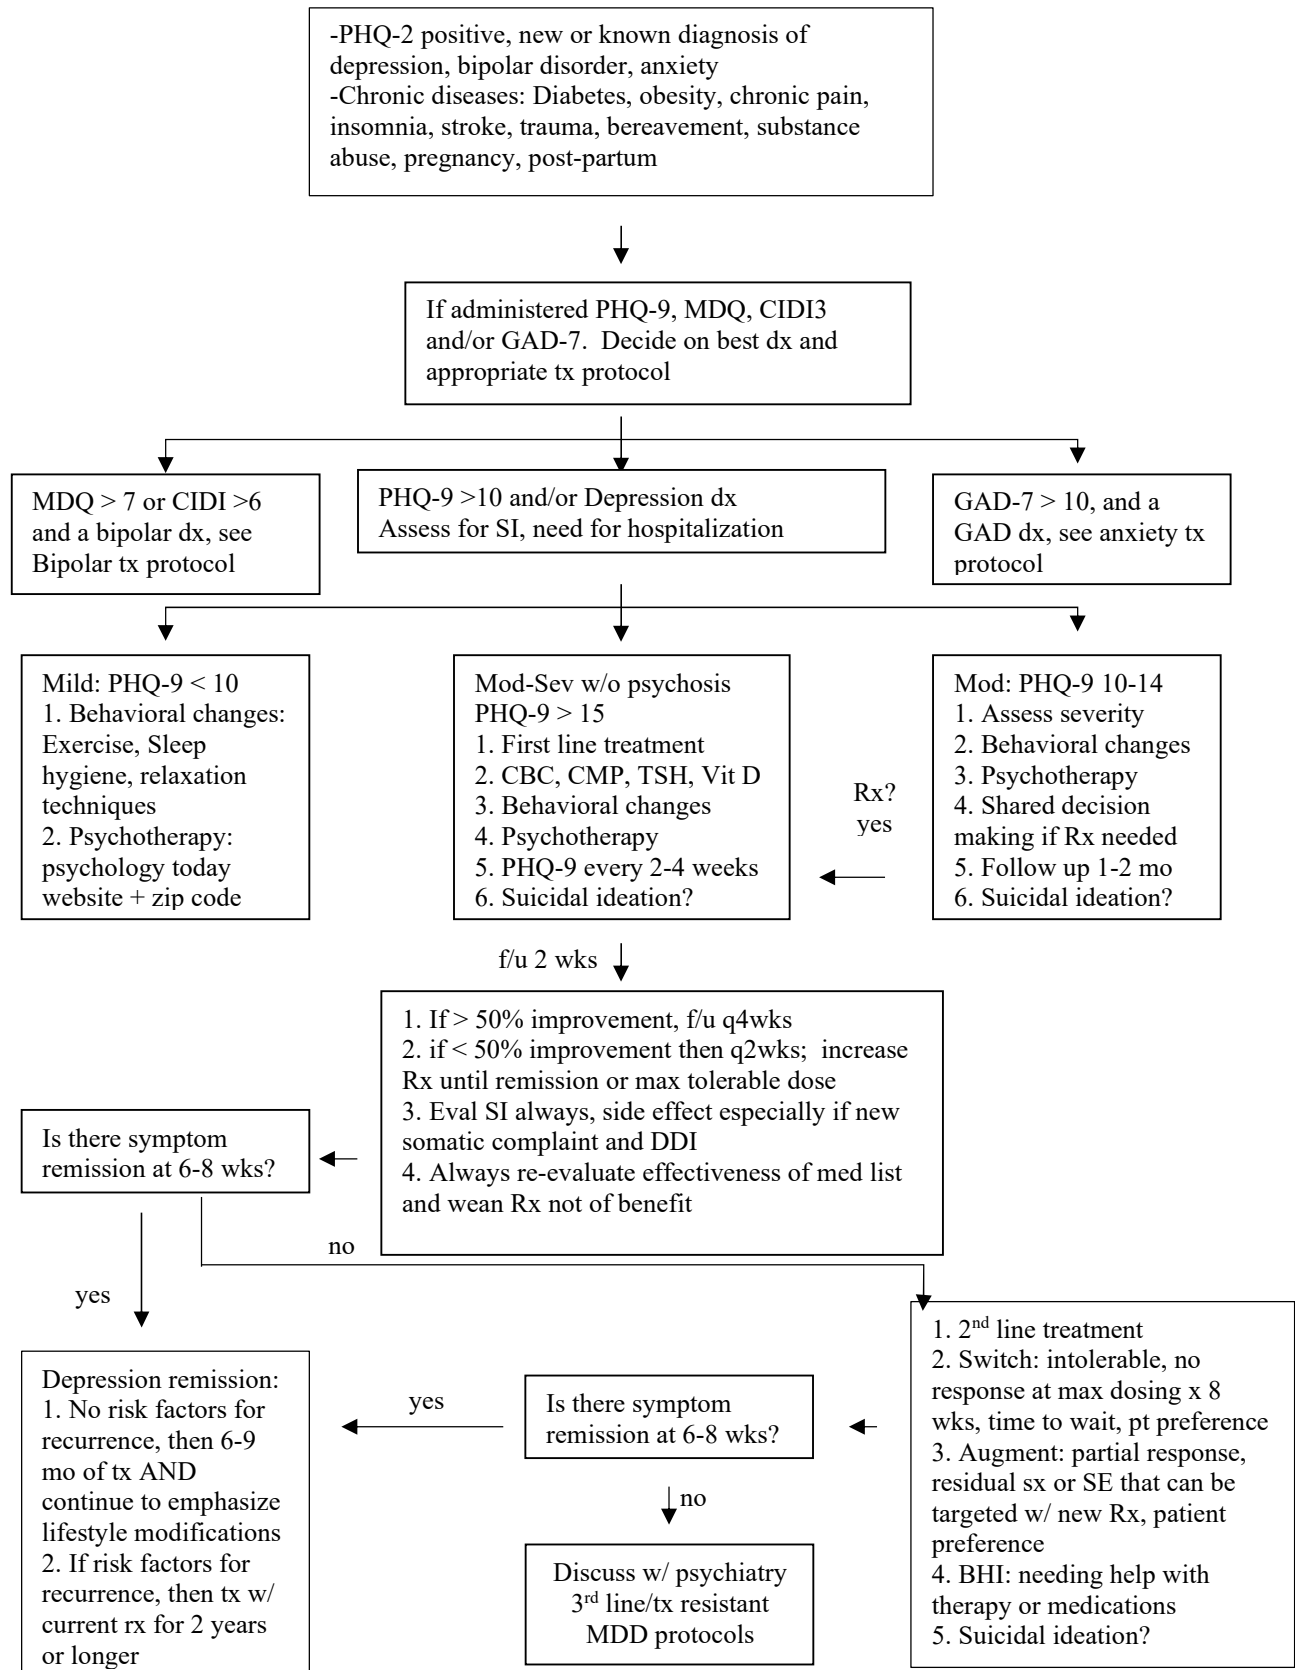 -PHQ-2 positive, new or known diagnosis of
depression, bipolar disorder, anxiety
-Chronic diseases: Diabetes, obesity, chronic pain,
insomnia, stroke, trauma, bereavement, substance
abuse, pregnancy, post-partum
If administered PHQ-9, MDQ, CIDI3
and/or GAD-7.  Decide on best dx and
appropriate tx protocol
MDQ > 7 or CIDI >6
and a bipolar dx, see
Bipolar tx protocol
PHQ-9 >10 and/or Depression dx
Assess for SI, need for hospitalization
GAD-7 > 10, and a
GAD dx, see anxiety tx
protocol
Mild: PHQ-9 < 10
1. Behavioral changes:
Exercise, Sleep
hygiene, relaxation
techniques
2. Psychotherapy:
psychology today
website + zip code
Mod-Sev w/o psychosis
PHQ-9 > 15
1. First line treatment
2. CBC, CMP, TSH, Vit D
3. Behavioral changes
4. Psychotherapy
5. PHQ-9 every 2-4 weeks
6. Suicidal ideation?
Rx?
yes
Mod: PHQ-9 10-14
1. Assess severity
2. Behavioral changes
3. Psychotherapy
4. Shared decision
making if Rx needed
5. Follow up 1-2 mo
6. Suicidal ideation?
f/u 2 wks
1. If > 50% improvement, f/u q4wks
2. if < 50% improvement then q2wks;  increase
Rx until remission or max tolerable dose
3. Eval SI always, side effect especially if new
somatic complaint and DDI
4. Always re-evaluate effectiveness of med list
and wean Rx not of benefit
Is there symptom
remission at 6-8 wks?
no
yes
Depression remission:
1. No risk factors for
recurrence, then 6-9
mo of tx AND
continue to emphasize
lifestyle modifications
2. If risk factors for
recurrence, then tx w/
current rx for 2 years
or longer
yes
Is there symptom
remission at 6-8 wks?
no
Discuss w/ psychiatry
3rd line/tx resistant
MDD protocols
1. 2nd line treatment
2. Switch: intolerable, no
response at max dosing x 8
wks, time to wait, pt preference
3. Augment: partial response,
residual sx or SE that can be
targeted w/ new Rx, patient
preference
4. BHI: needing help with
therapy or medications
5. Suicidal ideation?